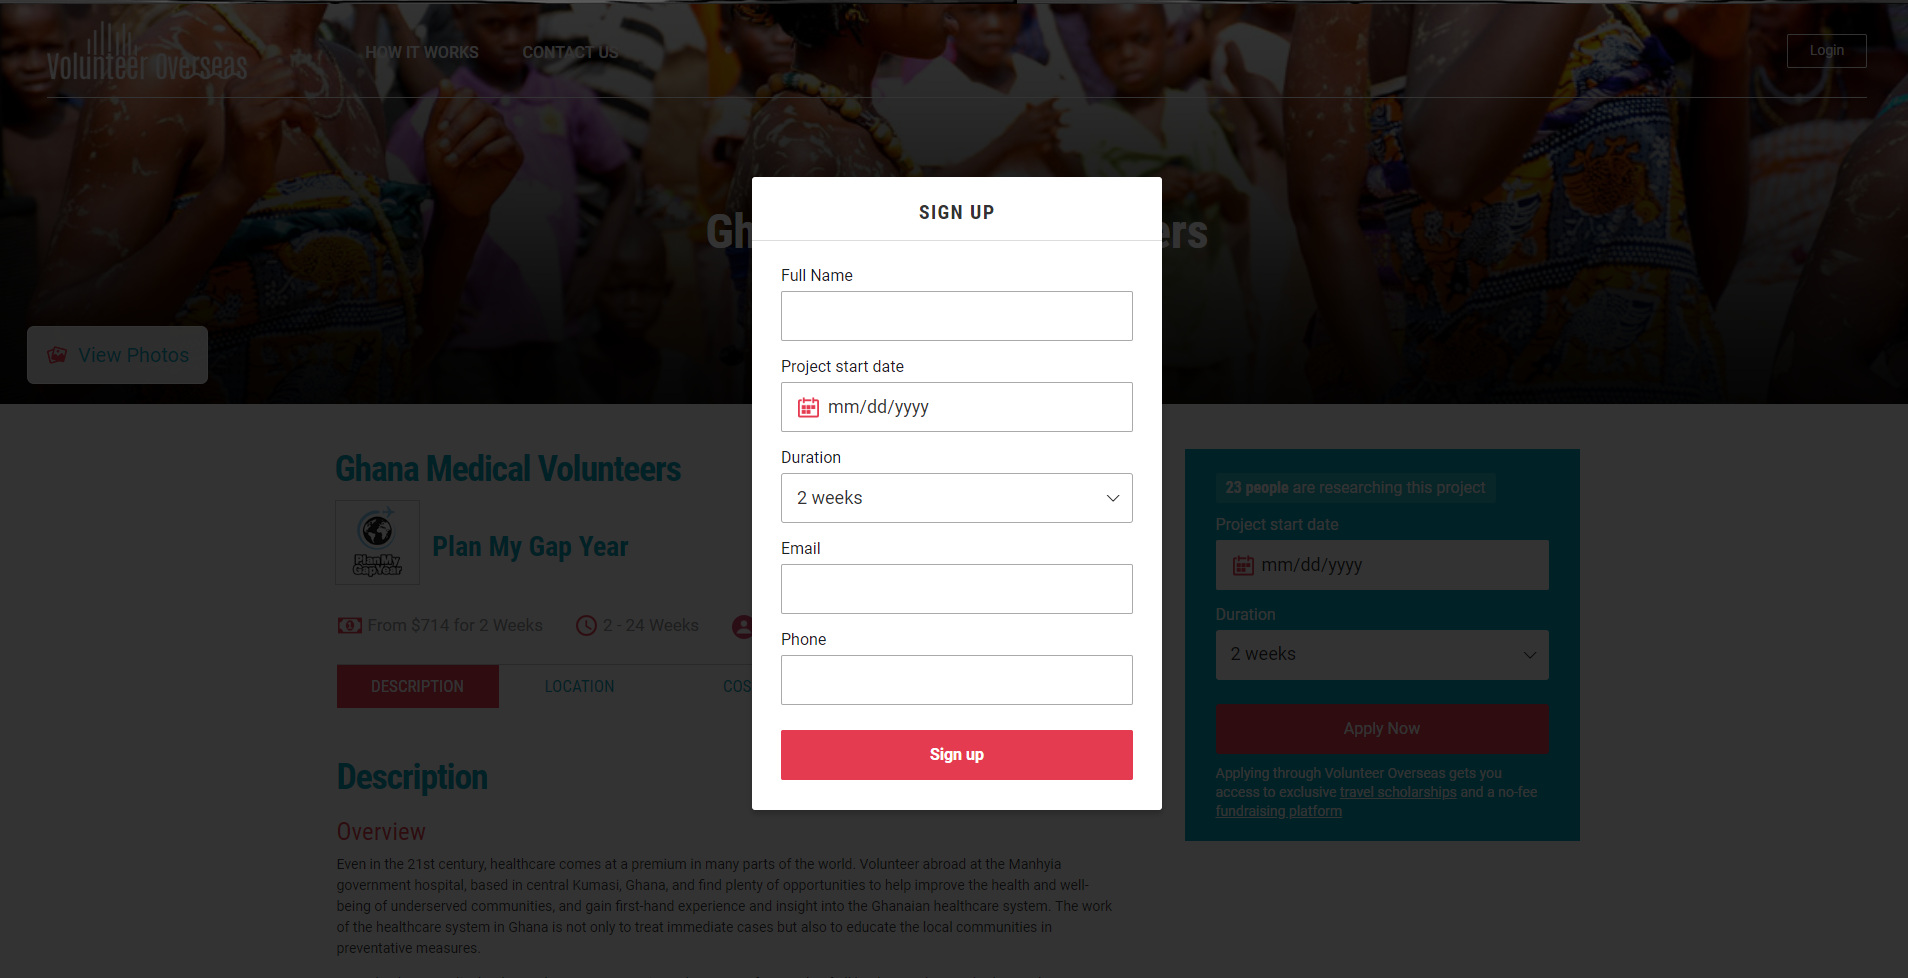 Volunteer Overseas
HOW IT WORKS
CONTACT US
Login
Gh
ers
View Photos
SIGN UP
Full Name
Project start date
mm/dd/yyyy
Duration
2 weeks
Email
Phone
Sign up
Ghana Medical Volunteers
Plan My
Gap Year
Plan My Gap Year
From $714 for 2 Weeks
2 - 24 Weeks
DESCRIPTION
LOCATION
COS
Description
Overview
Even in the 21st century, healthcare comes at a premium in many parts of the world. Volunteer abroad at the Manhyia
government hospital, based in central Kumasi, Ghana, and find plenty of opportunities to help improve the health and well-
being of underserved communities, and gain first-hand experience and insight into the Ghanaian healthcare system. The work
of the healthcare system in Ghana is not only to treat immediate cases but also to educate the local communities in
preventative measures.
23 people are researching this project
Project start date
mm/dd/yyyy
Duration
2 weeks
Apply Now
Applying through Volunteer Overseas gets you
access to exclusive travel scholarships and a no-fee
fundraising platform